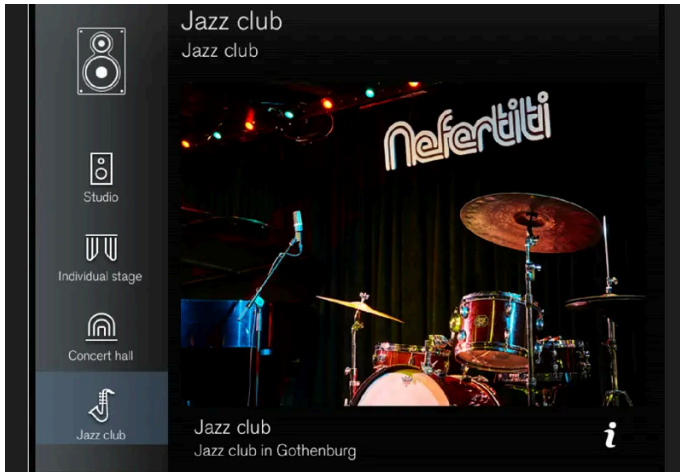 Jazz club
Jazz club
Nefertiti
Studio
Individual stage
Concert hall
Jazz club
Jazz club
Jazz club in Gothenburg
i